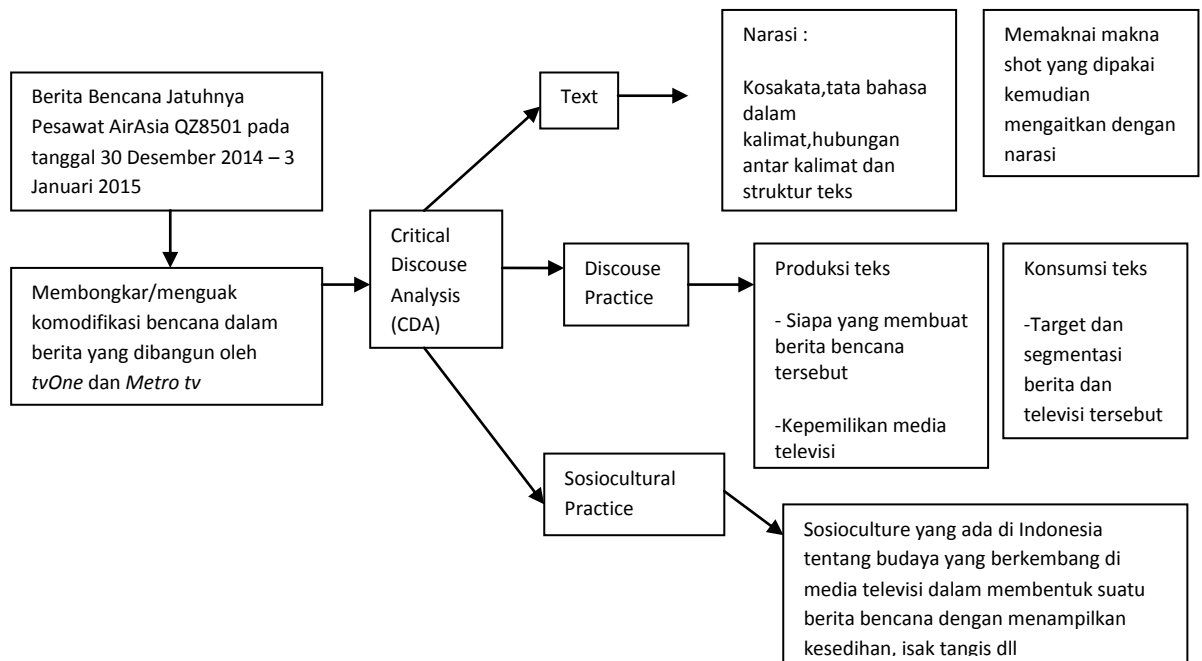 Berita Bencana Jatuhnya
Pesawat AirAsia QZ8501 pada
tanggal 30 Desember 2014 – 3
Januari 2015
Membongkar/menguak
komodifikasi bencana dalam
berita yang dibangun oleh
tvOne dan Metro tv
Critical
Discouse
Analysis
(CDA)
Text
Narasi :
Kosakata,tata bahasa
dalam
kalimat,hubungan
antar kalimat dan
struktur teks
Memaknai makna
shot yang dipakai
kemudian
mengaitkan dengan
narasi
Discouse
Practice
Produksi teks
- Siapa yang membuat
berita bencana
tersebut
-Kepemilikan media
televisi
Konsumsi teks
-Target dan
segmentasi
berita dan
televisi tersebut
Sosiocultural
Practice
Sosioculture yang ada di Indonesia
tentang budaya yang berkembang di
media televisi dalam membentuk suatu
berita bencana dengan menampilkan
kesedihan, isak tangis dll